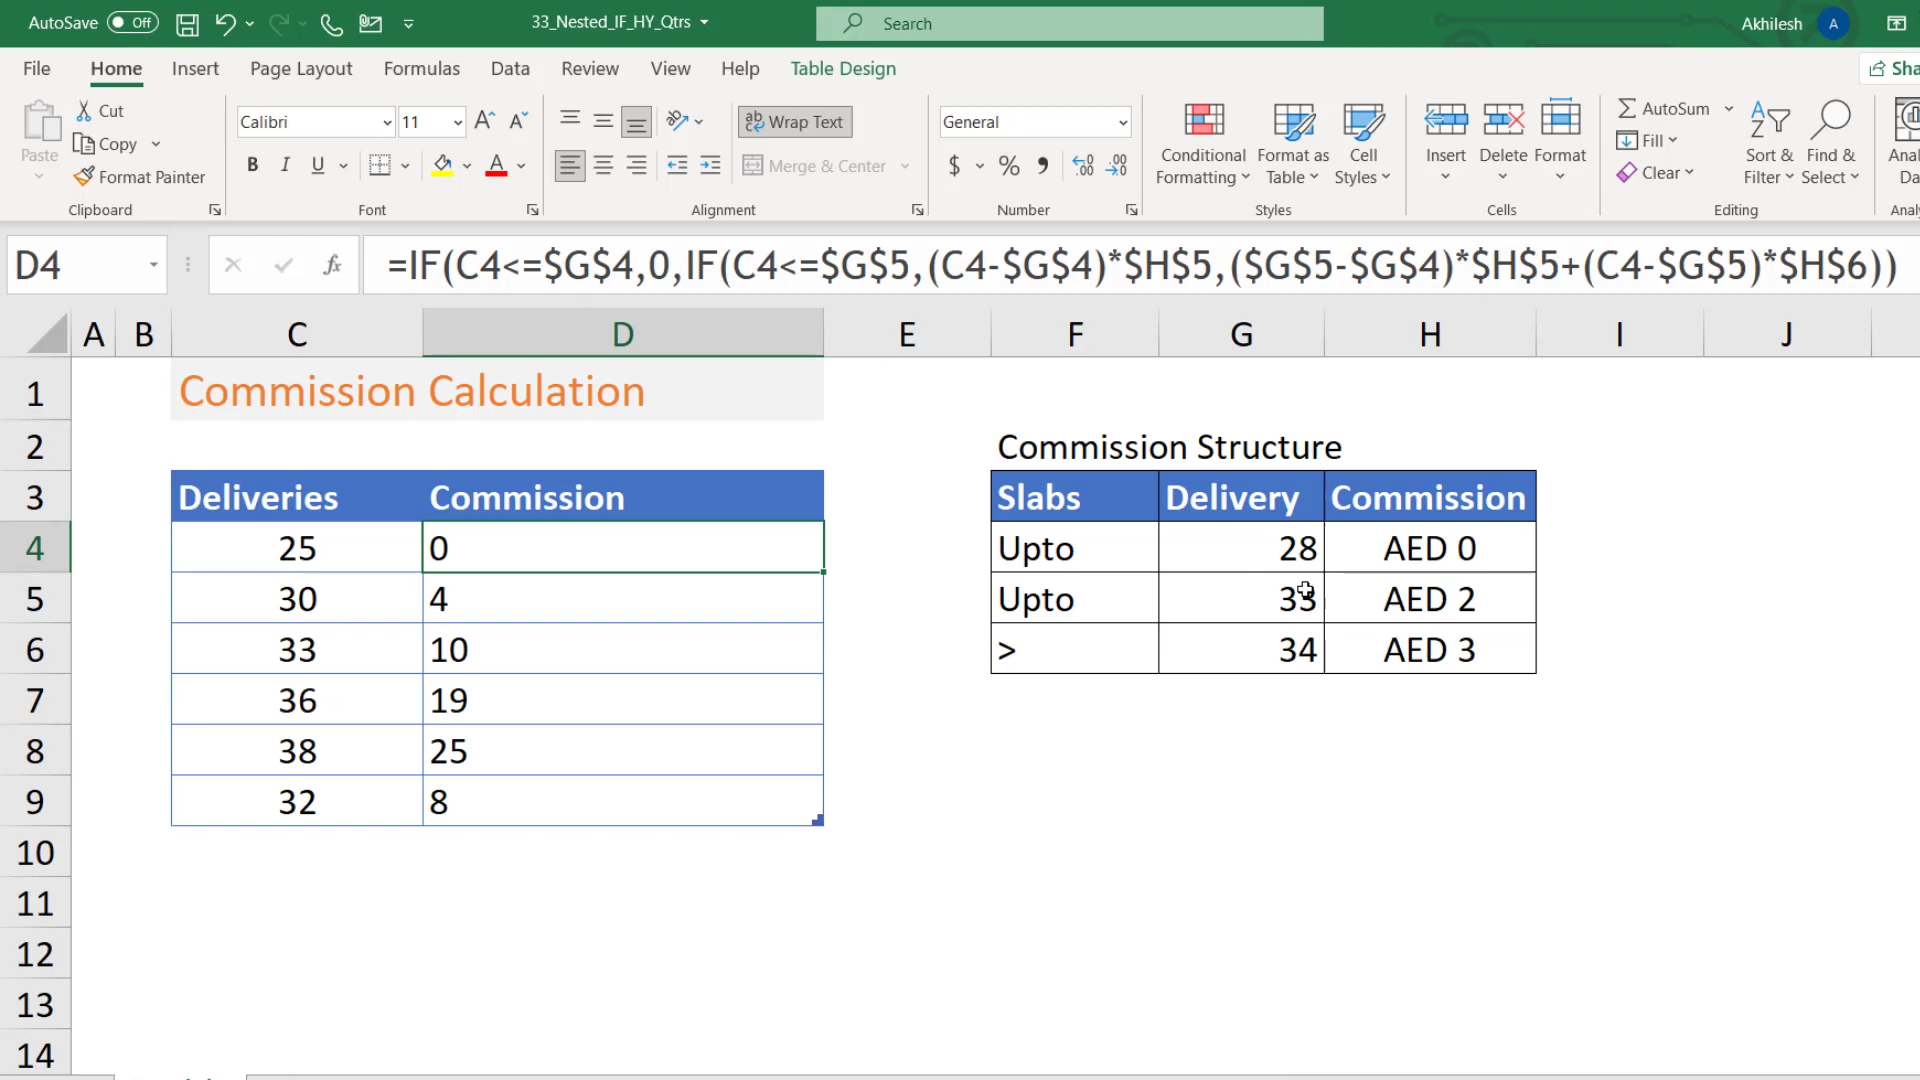 AutoSave Off 33_Nested_IF_HY_Qtrs Search Akhilesh A
File Home Insert Page Layout Formulas Data Review View Help Table Design Sha
Paste Cut Copy Format Painter
Calibri 11 B I U A
Wrap Text Merge & Center
General $ %
Conditional Formatting Format as Table Cell Styles
Insert Delete Format
AutoSum Fill Clear
Sort & Filter Find & Select
Anal Da
Clipboard Font Alignment Number Styles Cells Editing Analy
D4 fx =IF(C4<=$G$4,0,IF(C4<=$G$5,(C4-$G$4)*$H$5,($G$5-$G$4)*$H$5+(C4-$G$5)*$H$6))
A B C D E F G H I J
1 Commission Calculation
2 Commission Structure
3 Deliveries Commission Slabs Delivery Commission
4 25 0 Upto 28 AED 0
5 30 4 Upto 33 AED 2
6 33 10 > 34 AED 3
7 36 19
8 38 25
9 32 8
10
11
12
13
14